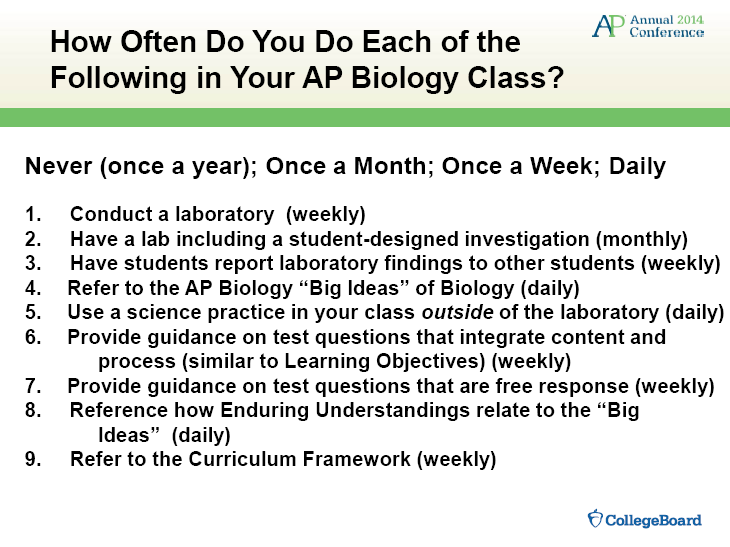 How Often Do You Do Each of the
Following in Your AP Biology Class?
AP Annual 2014
Conference
Never (once a year); Once a Month; Once a Week; Daily
1. Conduct a laboratory (weekly)
2. Have a lab including a student-designed investigation (monthly)
3. Have students report laboratory findings to other students (weekly)
4. Refer to the AP Biology “Big Ideas” of Biology (daily)
5. Use a science practice in your class outside of the laboratory (daily)
6. Provide guidance on test questions that integrate content and
process (similar to Learning Objectives) (weekly)
7. Provide guidance on test questions that are free response (weekly)
8. Reference how Enduring Understandings relate to the “Big
Ideas” (daily)
9. Refer to the Curriculum Framework (weekly)
CollegeBoard